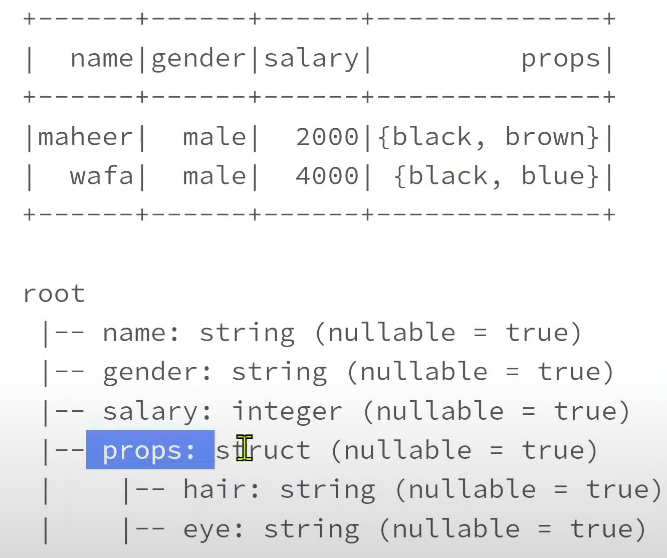 +------+------+------+--------------+
|  name|gender|salary|         props|
+------+------+------+--------------+
|maheer|  male|  2000|{black, brown}|
|  wafa|  male|  4000| {black, blue}|
+------+------+------+--------------+
root
 |-- name: string (nullable = true)
 |-- gender: string (nullable = true)
 |-- salary: integer (nullable = true)
 |-- props: struct (nullable = true)
 |    |-- hair: string (nullable = true)
 |    |-- eye: string (nullable = true)